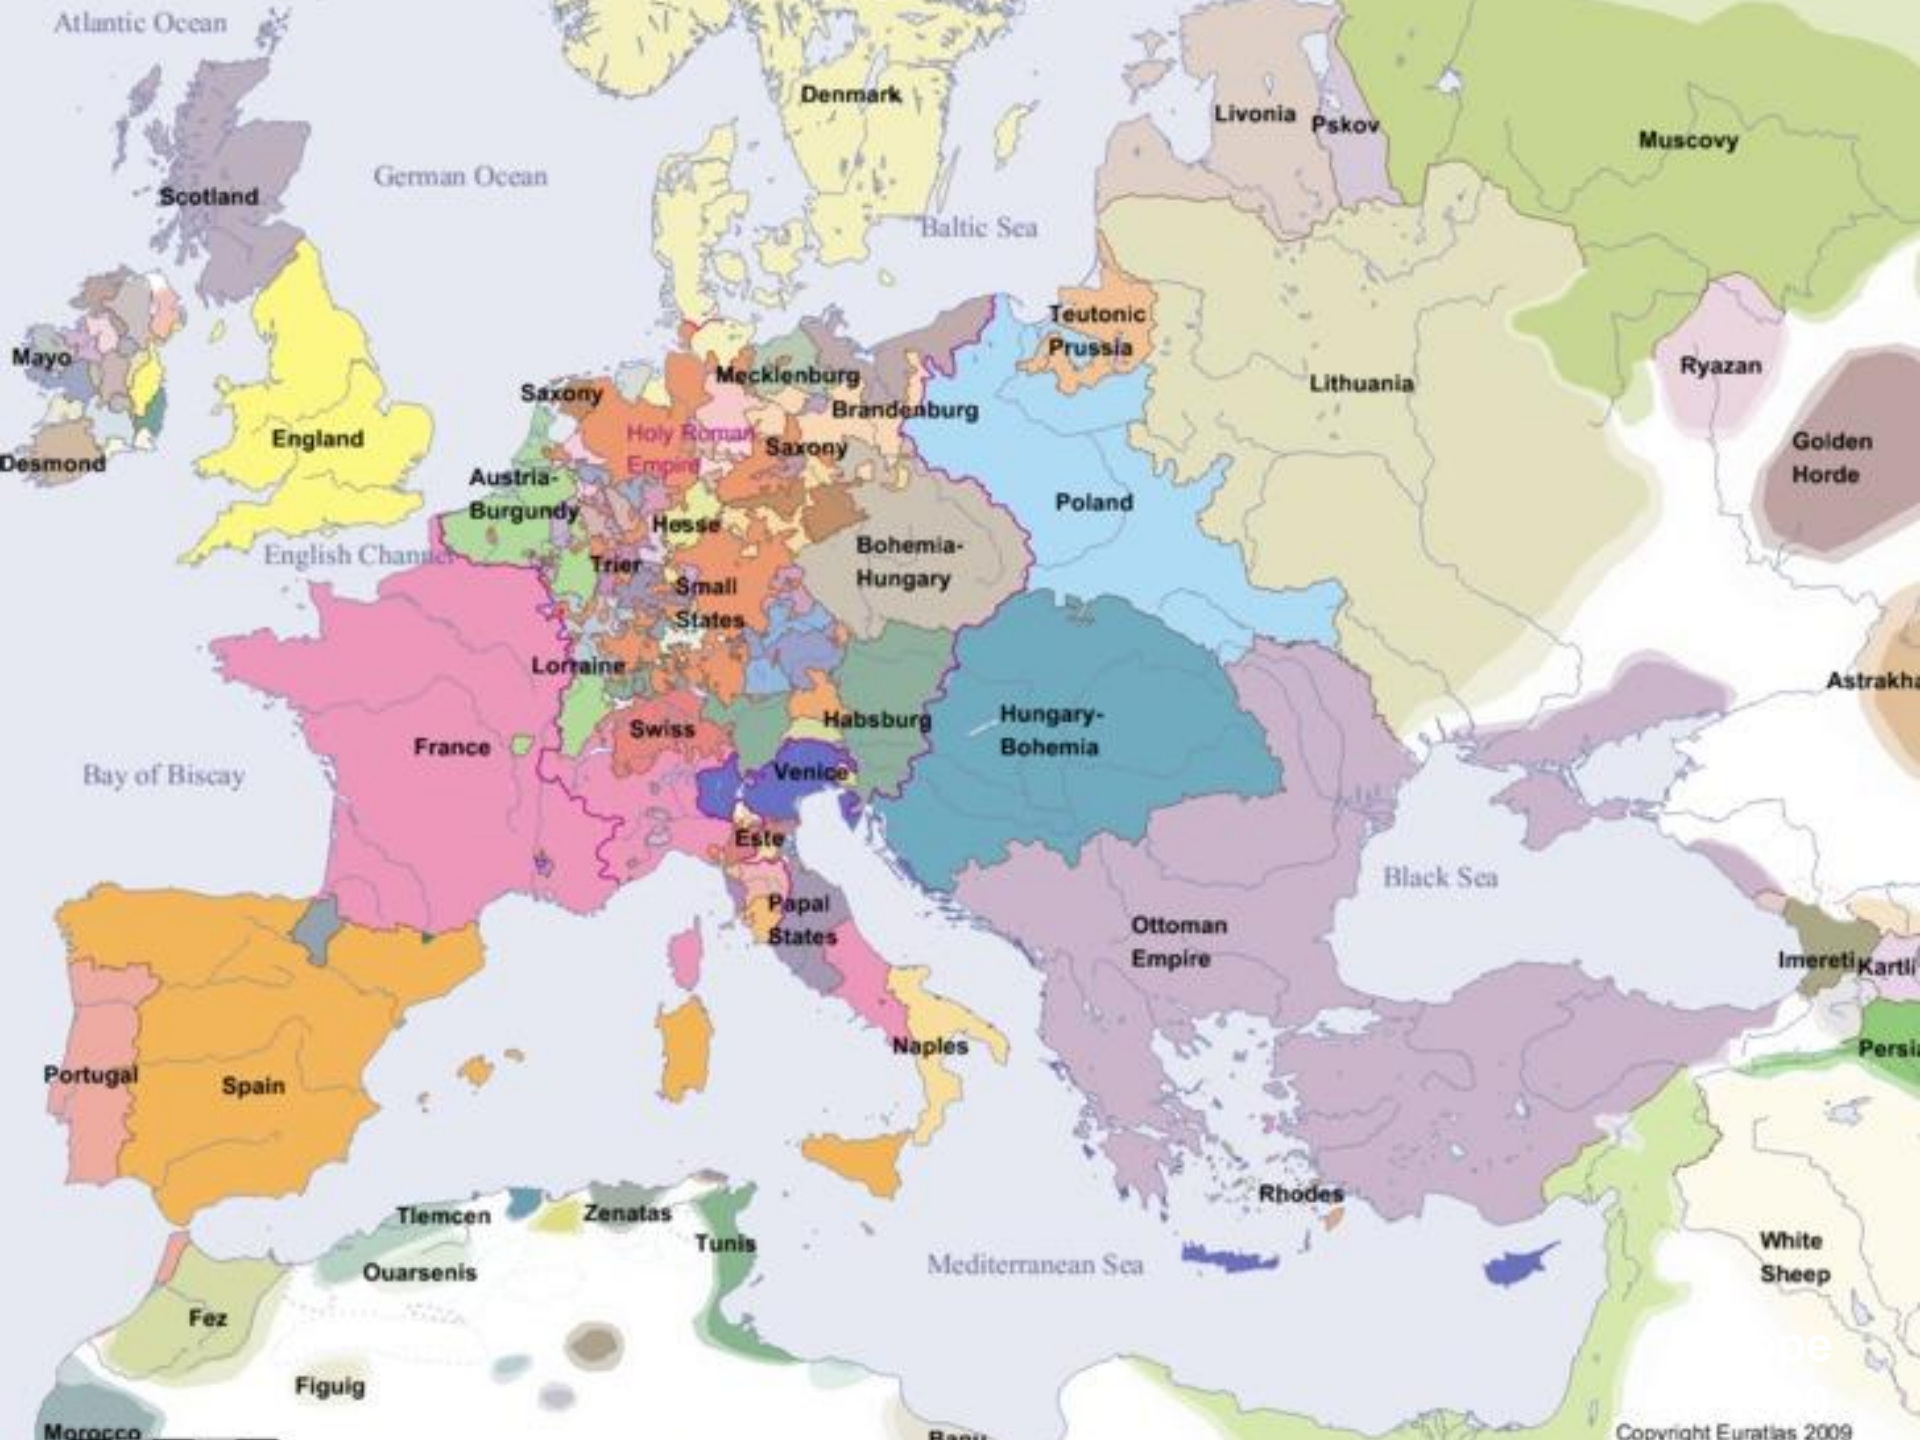 Atlantic Ocean
Denmark
Livonia
Pskov
Muscovy
Scotland
German Ocean
Baltic Sea
Teutonic
Prussia
Mayo
Ryazan
Mecklenburg
Lithuania
Saxony
Brandenburg
England
Holy Roman
Empire
Saxony
Golden
Horde
Desmond
Austria-
Burgundy
Hesse
Poland
English Channel
Trier
Bohemia-
Hungary
Small
States
Lorraine
Astrakha
Swiss
Habsburg
Hungary-
Bohemia
France
Bay of Biscay
Venice
Este
Black Sea
Papal
States
Ottoman
Empire
Imereti
Kartli
Naples
Persia
Portugal
Spain
Rhodes
Tlemcen
Zenatas
Tunis
White
Sheep
Ouarsenis
Mediterranean Sea
Fez
Figuig
Morocco
Banu
pe
Copyright Euratlas 2009